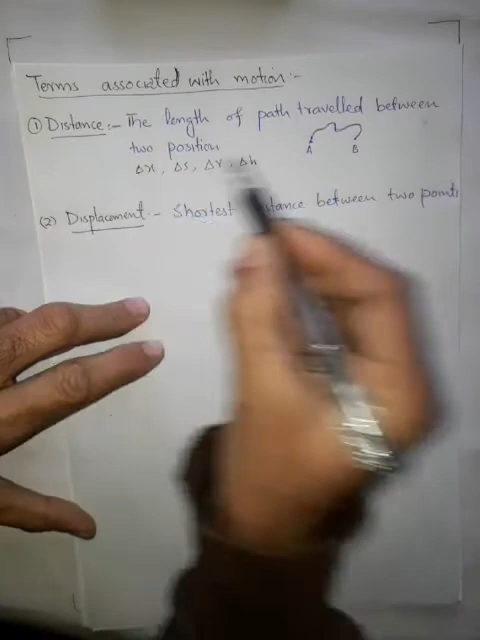 Terms associated with motion:-
① Distance:- The length of path travelled between
two position
A B
Δx, Δs, Δr, Δh
(2) Displacement:- Shortest distance between two points